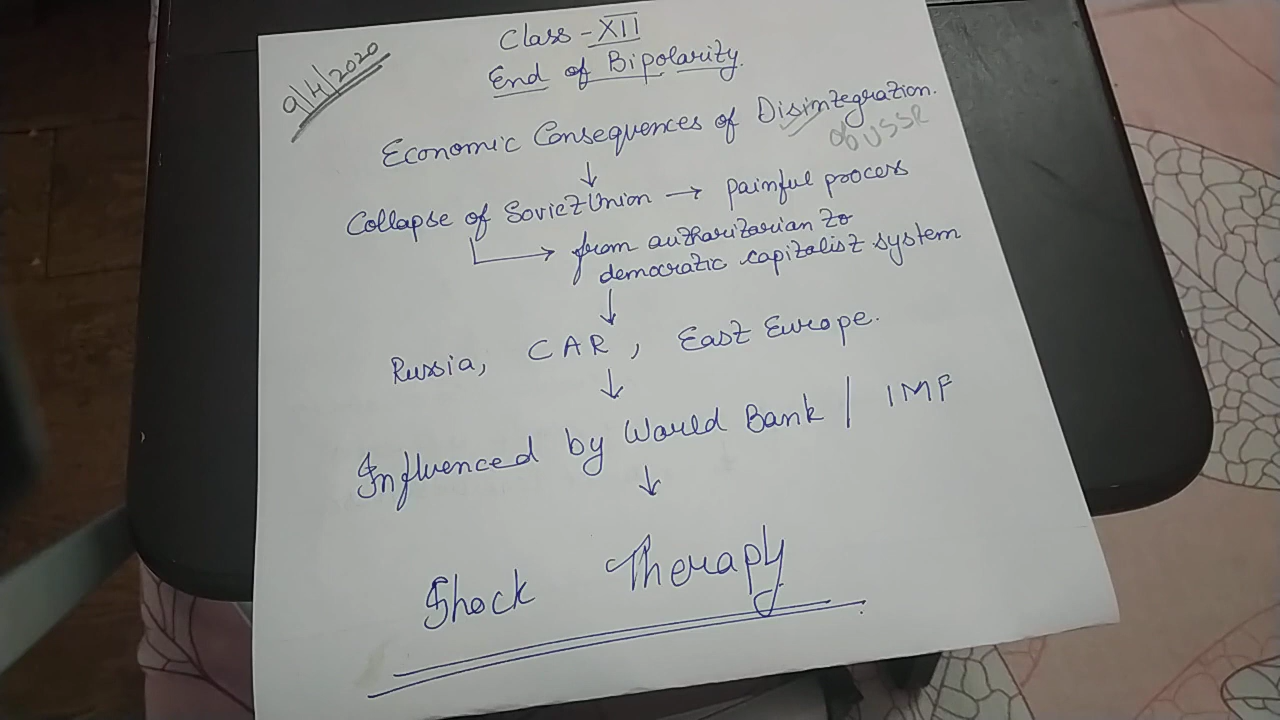 9/4/2020
Class - XII
End of Bipolarity.
Economic Consequences of Disintegration.
of USSR
↓
Collapse of Soviet Union → painful process
→ from autharitarian to
democratic capitalist system
↓
Russia, CAR, East Europe.
↓
Influenced by World Bank / IMF
↓
Shock Therapy